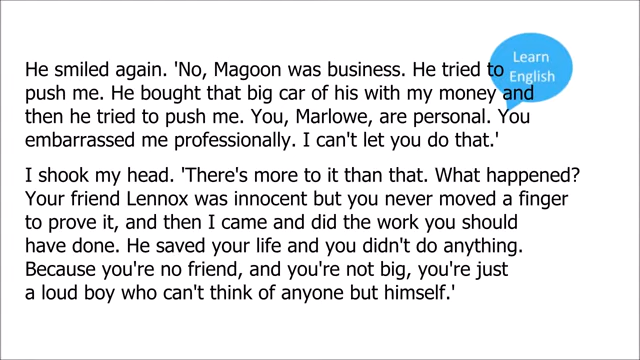 Learn
English
He smiled again. 'No, Magoon was business. He tried to
push me. He bought that big car of his with my money and
then he tried to push me. You, Marlowe, are personal. You
embarrassed me professionally. I can't let you do that.'
I shook my head. 'There's more to it than that. What happened?
Your friend Lennox was innocent but you never moved a finger
to prove it, and then I came and did the work you should
have done. He saved your life and you didn't do anything.
Because you're no friend, and you're not big, you're just
a loud boy who can't think of anyone but himself.'